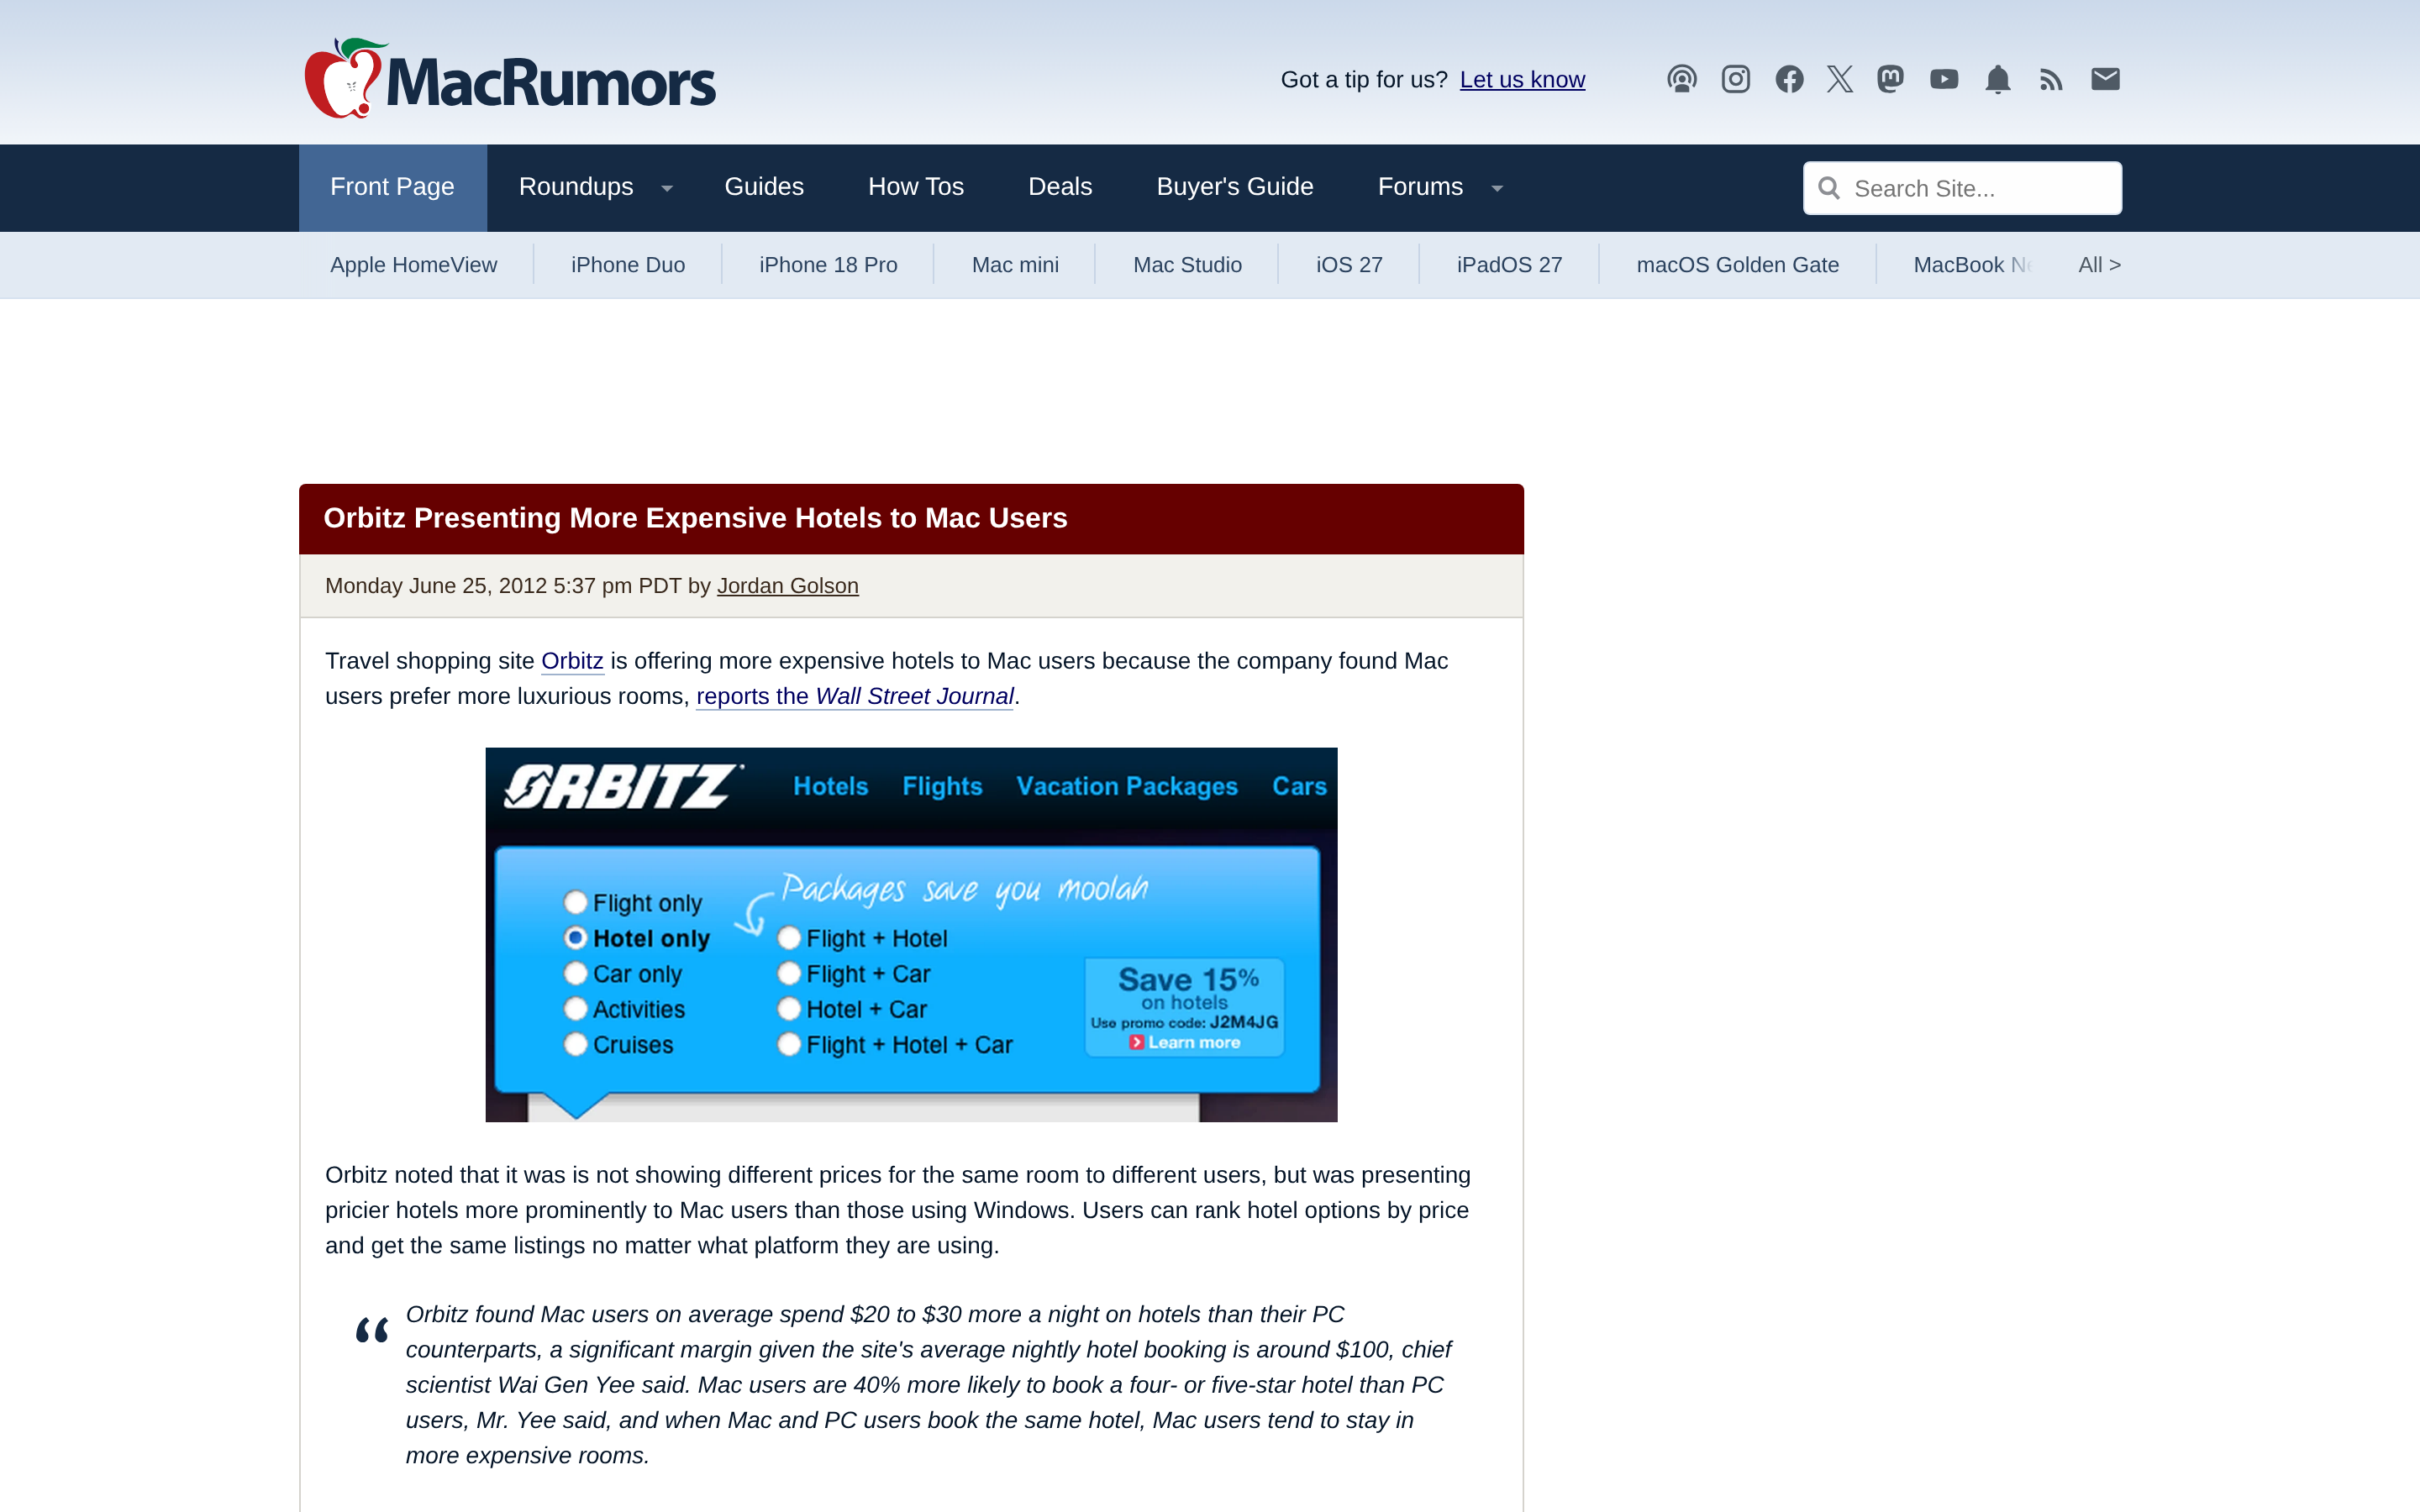 MacRumors
Got a tip for us? Let us know
Front Page Roundups Guides How Tos Deals Buyer's Guide Forums Search Site...
Apple HomeView iPhone Duo iPhone 18 Pro Mac mini Mac Studio iOS 27 iPadOS 27 macOS Golden Gate MacBook All >
Orbitz Presenting More Expensive Hotels to Mac Users
Monday June 25, 2012 5:37 pm PDT by Jordan Golson
Travel shopping site Orbitz is offering more expensive hotels to Mac users because the company found Mac
users prefer more luxurious rooms, reports the Wall Street Journal.
ORBITZ Hotels Flights Vacation Packages Cars
Packages save you moolah
Flight only
Hotel only Flight + Hotel
Car only Flight + Car
Activities Hotel + Car
Cruises Flight + Hotel + Car
Save 15%
on hotels
Use promo code: J2M4JG
Learn more
Orbitz noted that it was is not showing different prices for the same room to different users, but was presenting
pricier hotels more prominently to Mac users than those using Windows. Users can rank hotel options by price
and get the same listings no matter what platform they are using.
“ Orbitz found Mac users on average spend $20 to $30 more a night on hotels than their PC
counterparts, a significant margin given the site's average nightly hotel booking is around $100, chief
scientist Wai Gen Yee said. Mac users are 40% more likely to book a four- or five-star hotel than PC
users, Mr. Yee said, and when Mac and PC users book the same hotel, Mac users tend to stay in
more expensive rooms.